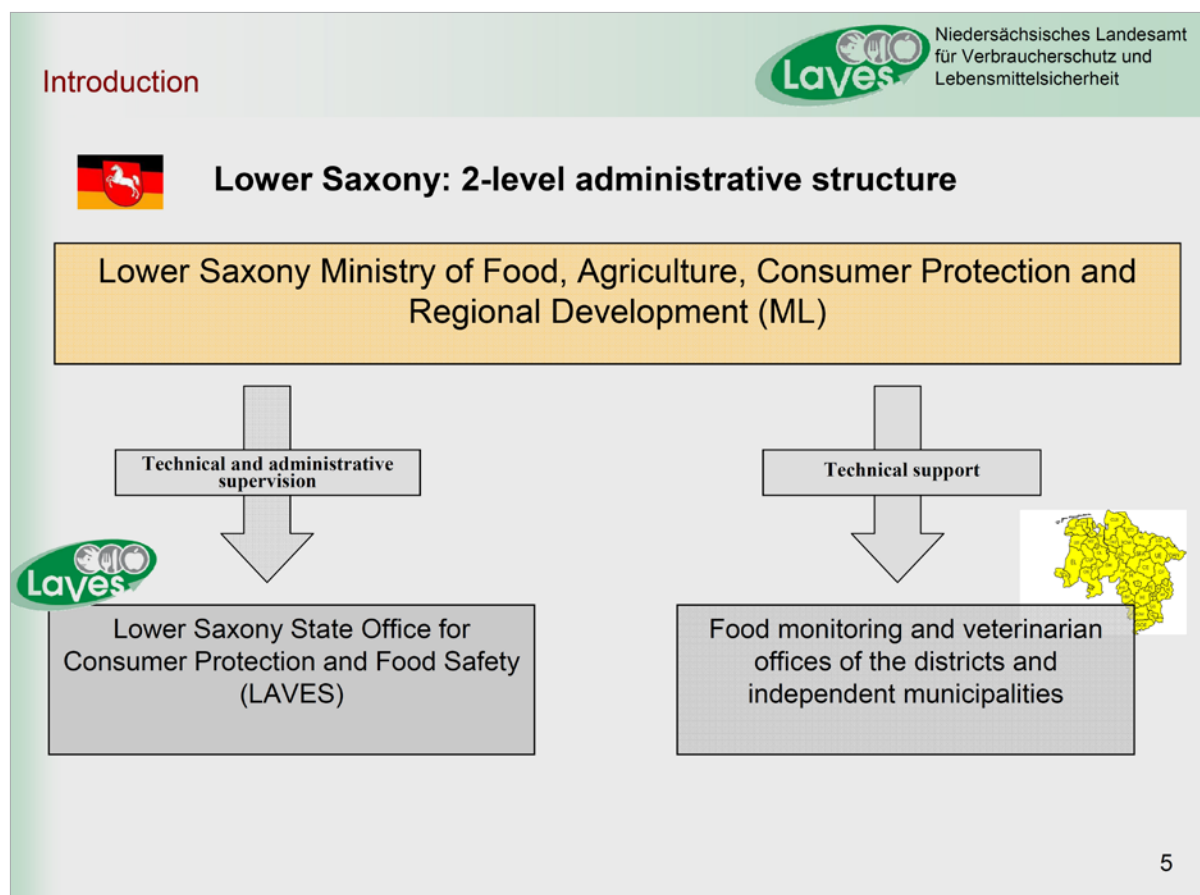 Introduction
Laves
Niedersächsisches Landesamt
für Verbraucherschutz und
Lebensmittelsicherheit
Lower Saxony: 2-level administrative structure
Lower Saxony Ministry of Food, Agriculture, Consumer Protection and
Regional Development (ML)
Technical and administrative
supervision
Technical support
Laves
Lower Saxony State Office for
Consumer Protection and Food Safety
(LAVES)
Food monitoring and veterinarian
offices of the districts and
independent municipalities
5